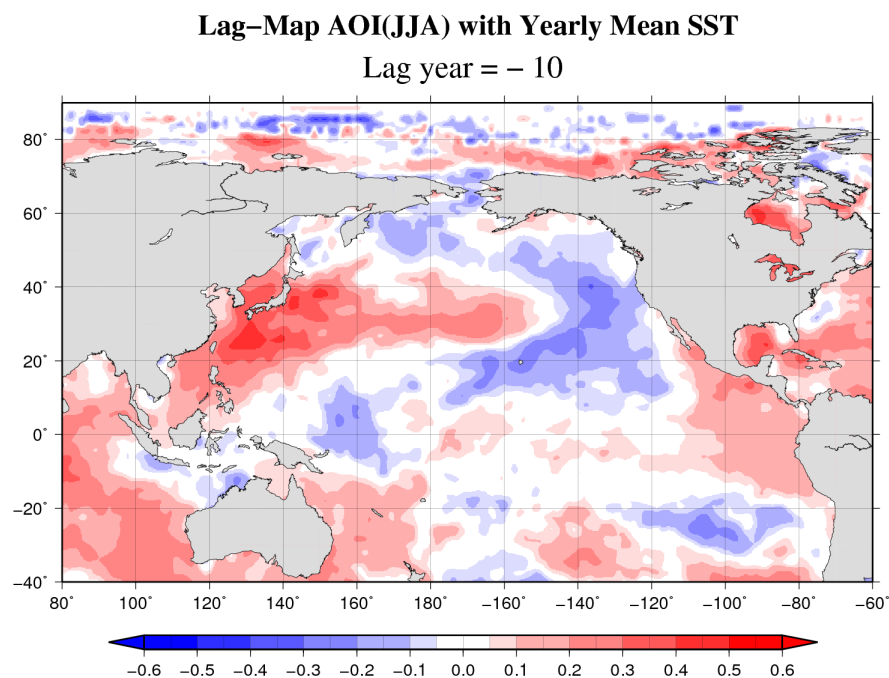 Lag−Map AOI(JJA) with Yearly Mean SST
Lag year = − 10
80˚
60˚
40˚
20˚
0˚
−20˚
−40˚
80 100˚ 120˚ 140˚ 160˚ 180˚ −160˚ −140˚ −120˚ −100˚ −80˚ −60˚
−0.6 −0.5 −0.4 −0.3 −0.2 −0.1 0.0 0.1 0.2 0.3 0.4 0.5 0.6